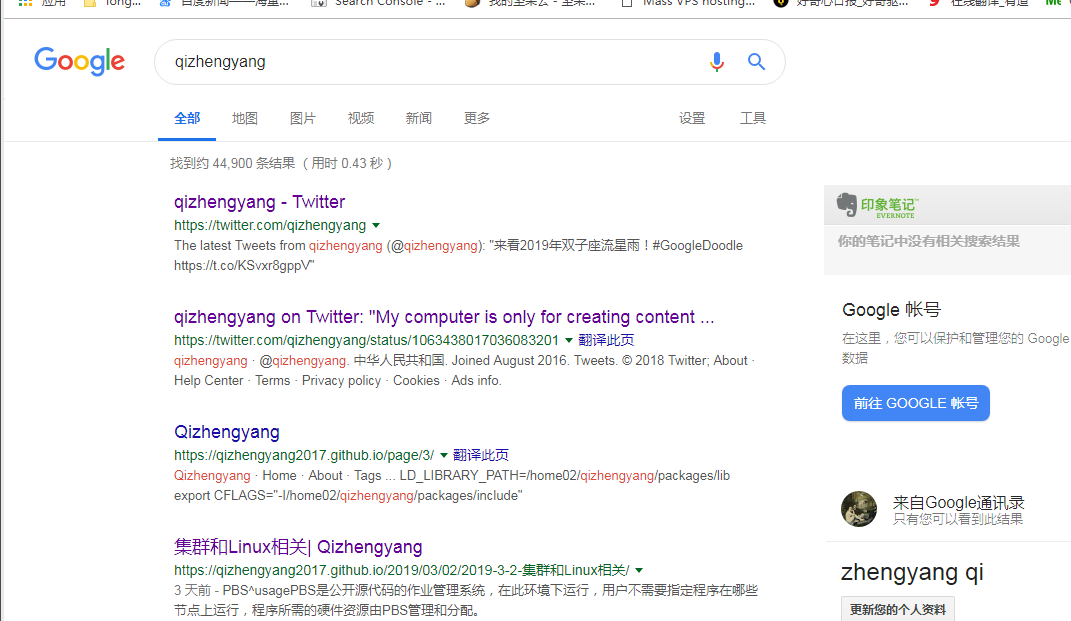 应用
Tong...
百度新闻——海量...
Search Console - ...
我的坚果云 - 坚果...
Mass VPS hosting...
好奇心日报_好奇驱...
在线翻译_有道
Google
qizhengyang
全部 地图 图片 视频 新闻 更多 设置 工具
找到约 44,900 条结果 （用时 0.43 秒）
qizhengyang - Twitter
https://twitter.com/qizhengyang
The latest Tweets from qizhengyang (@qizhengyang): "来看2019年双子座流星雨！#GoogleDoodle
https://t.co/KSvxr8gppV"
qizhengyang on Twitter: "My computer is only for creating content ...
https://twitter.com/qizhengyang/status/1063438017036083201 翻译此页
qizhengyang · @qizhengyang. 中华人民共和国. Joined August 2016. Tweets. © 2018 Twitter; About ·
Help Center · Terms · Privacy policy · Cookies · Ads info.
Qizhengyang
https://qizhengyang2017.github.io/page/3/ 翻译此页
Qizhengyang · Home · About · Tags ... LD_LIBRARY_PATH=/home02/qizhengyang/packages/lib
export CFLAGS="-I/home02/qizhengyang/packages/include"
集群和Linux相关| Qizhengyang
https://qizhengyang2017.github.io/2019/03/02/2019-3-2-集群和Linux相关/
3 天前 - PBS^usagePBS是公开源代码的作业管理系统，在此环境下运行，用户不需要指定程序在哪些
节点上运行，程序所需的硬件资源由PBS管理和分配。
印象笔记™
EVERNOTE
你的笔记中没有相关搜索结果
Google 帐号
在这里，您可以保护和管理您的 Google
数据
前往 GOOGLE 帐号
来自Google通讯录
只有您可以看到此结果
zhengyang qi
更新您的个人资料